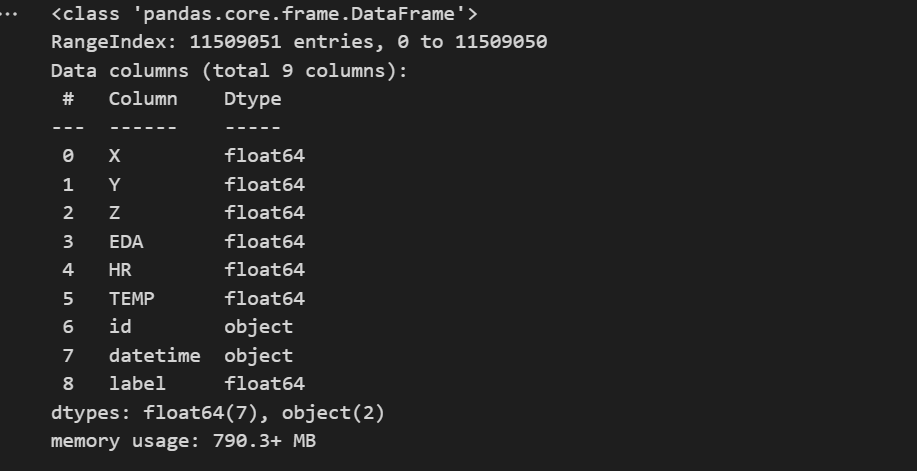 ... <class 'pandas.core.frame.DataFrame'>
RangeIndex: 11509051 entries, 0 to 11509050
Data columns (total 9 columns):
 #   Column    Dtype
---  ------    -----
 0   X         float64
 1   Y         float64
 2   Z         float64
 3   EDA       float64
 4   HR        float64
 5   TEMP      float64
 6   id        object
 7   datetime  object
 8   label     float64
dtypes: float64(7), object(2)
memory usage: 790.3+ MB